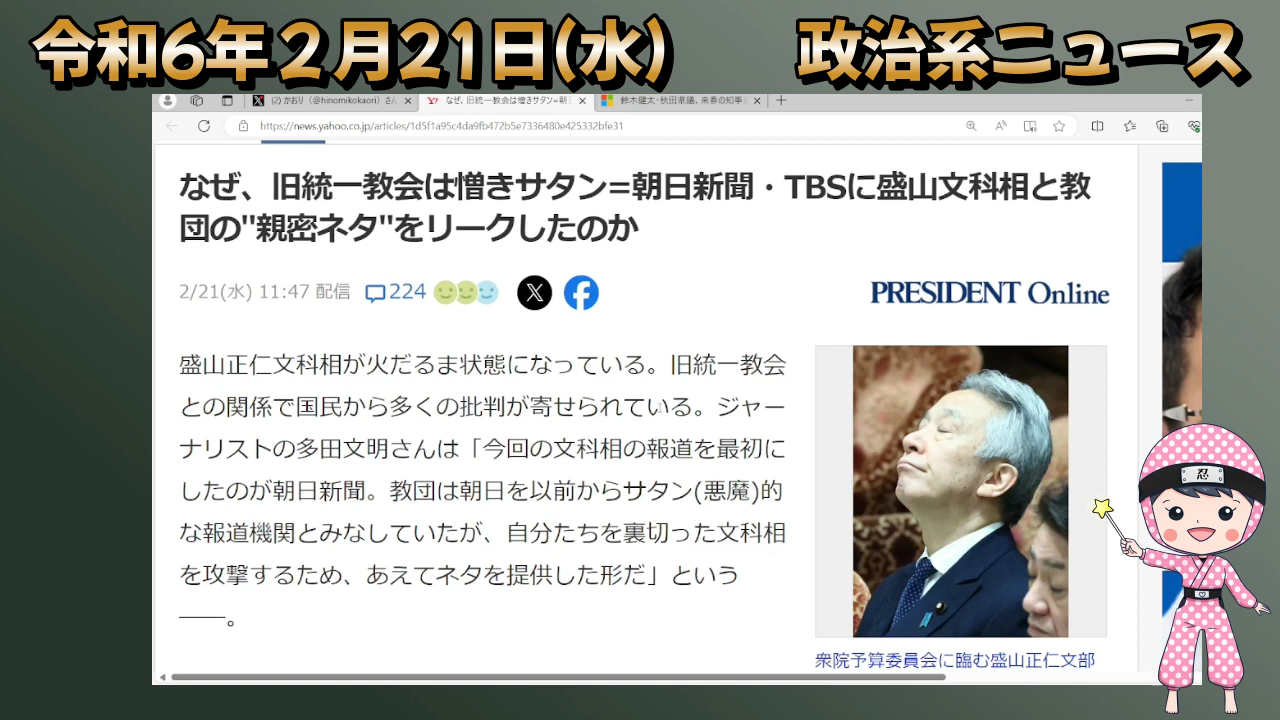 令和6年２月21日(水) 政治系ニュース
(2) かおり (@hinomikokaori) さん
なぜ、旧統一教会は憎きサタン=朝日
鈴木健太・秋田県議、来春の知事
https://news.yahoo.co.jp/articles/1d5f1a95c4da9fb472b5e7336480e425332bfe31
なぜ、旧統一教会は憎きサタン=朝日新聞・TBSに盛山文科相と教
団の"親密ネタ"をリークしたのか
2/21(水) 11:47 配信 224
PRESIDENT Online
盛山正仁文科相が火だるま状態になっている。旧統一教会
との関係で国民から多くの批判が寄せられている。ジャー
ナリストの多田文明さんは「今回の文科相の報道を最初に
したのが朝日新聞。教団は朝日を以前からサタン(悪魔)的
な報道機関とみなしていたが、自分たちを裏切った文科相
を攻撃するため、あえてネタを提供した形だ」という
――。
衆院予算委員会に臨む盛山正仁文部
忍